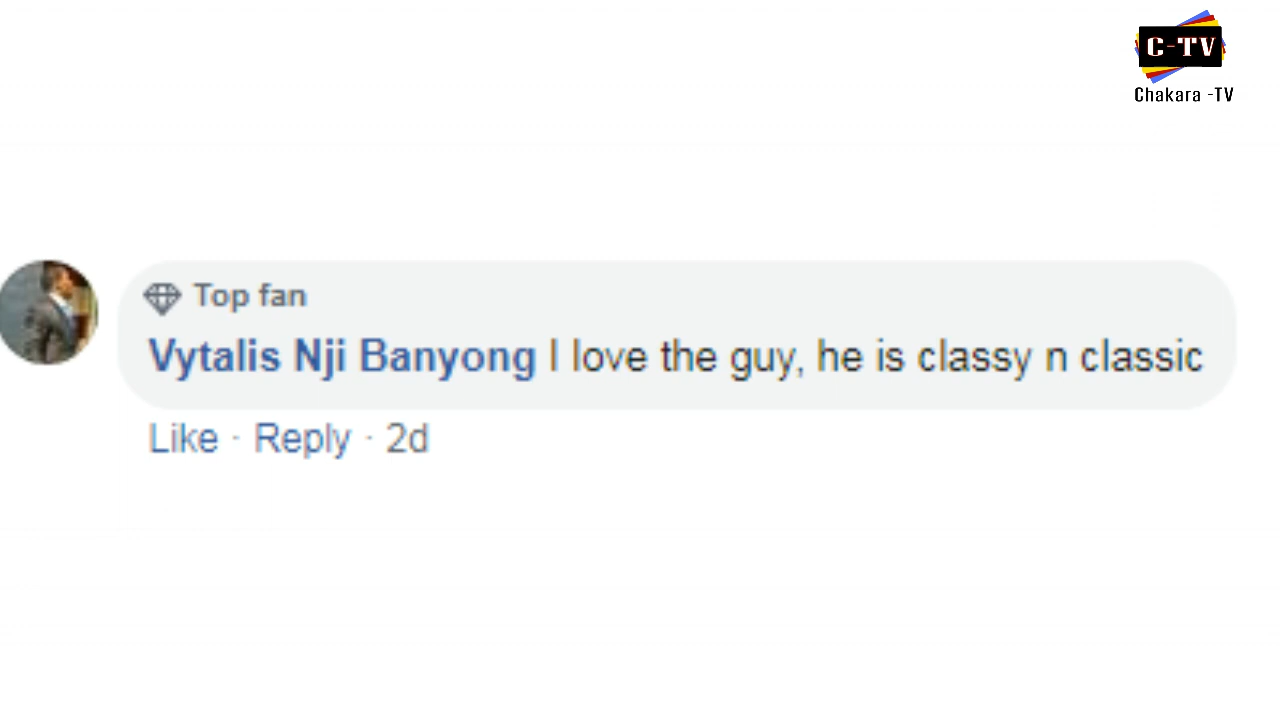 C-TV
Chakara -TV
Top fan
Vytalis Nji Banyong I love the guy, he is classy n classic
Like · Reply · 2d